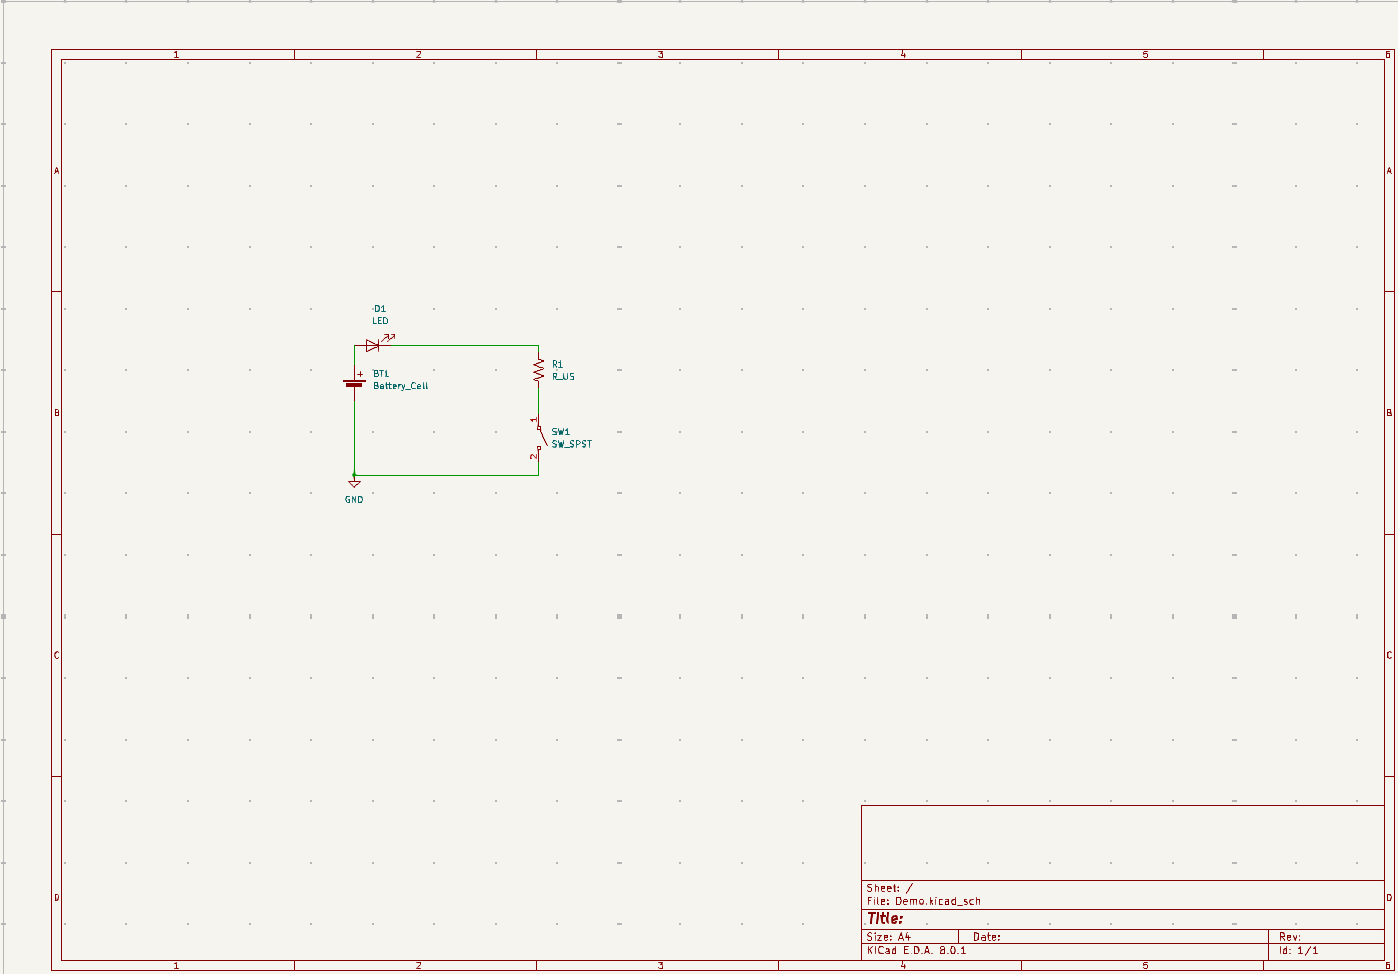 1 2 3 4 5 6
A A
D1
LED
+
BT1
Battery_Cell
R1
R_US
B B
1
SW1
SW_SPST
2
GND
C C
D D
Sheet: /
File: Demo.kicad_sch
Title:
Size: A4 Date: Rev:
KiCad E.D.A. 8.0.1 Id: 1/1
1 2 3 4 5 6